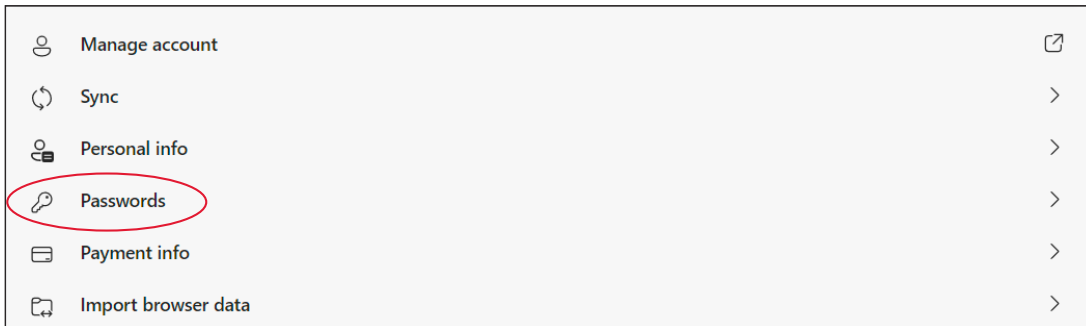 Manage account
Sync
Personal info
Passwords
Payment info
Import browser data